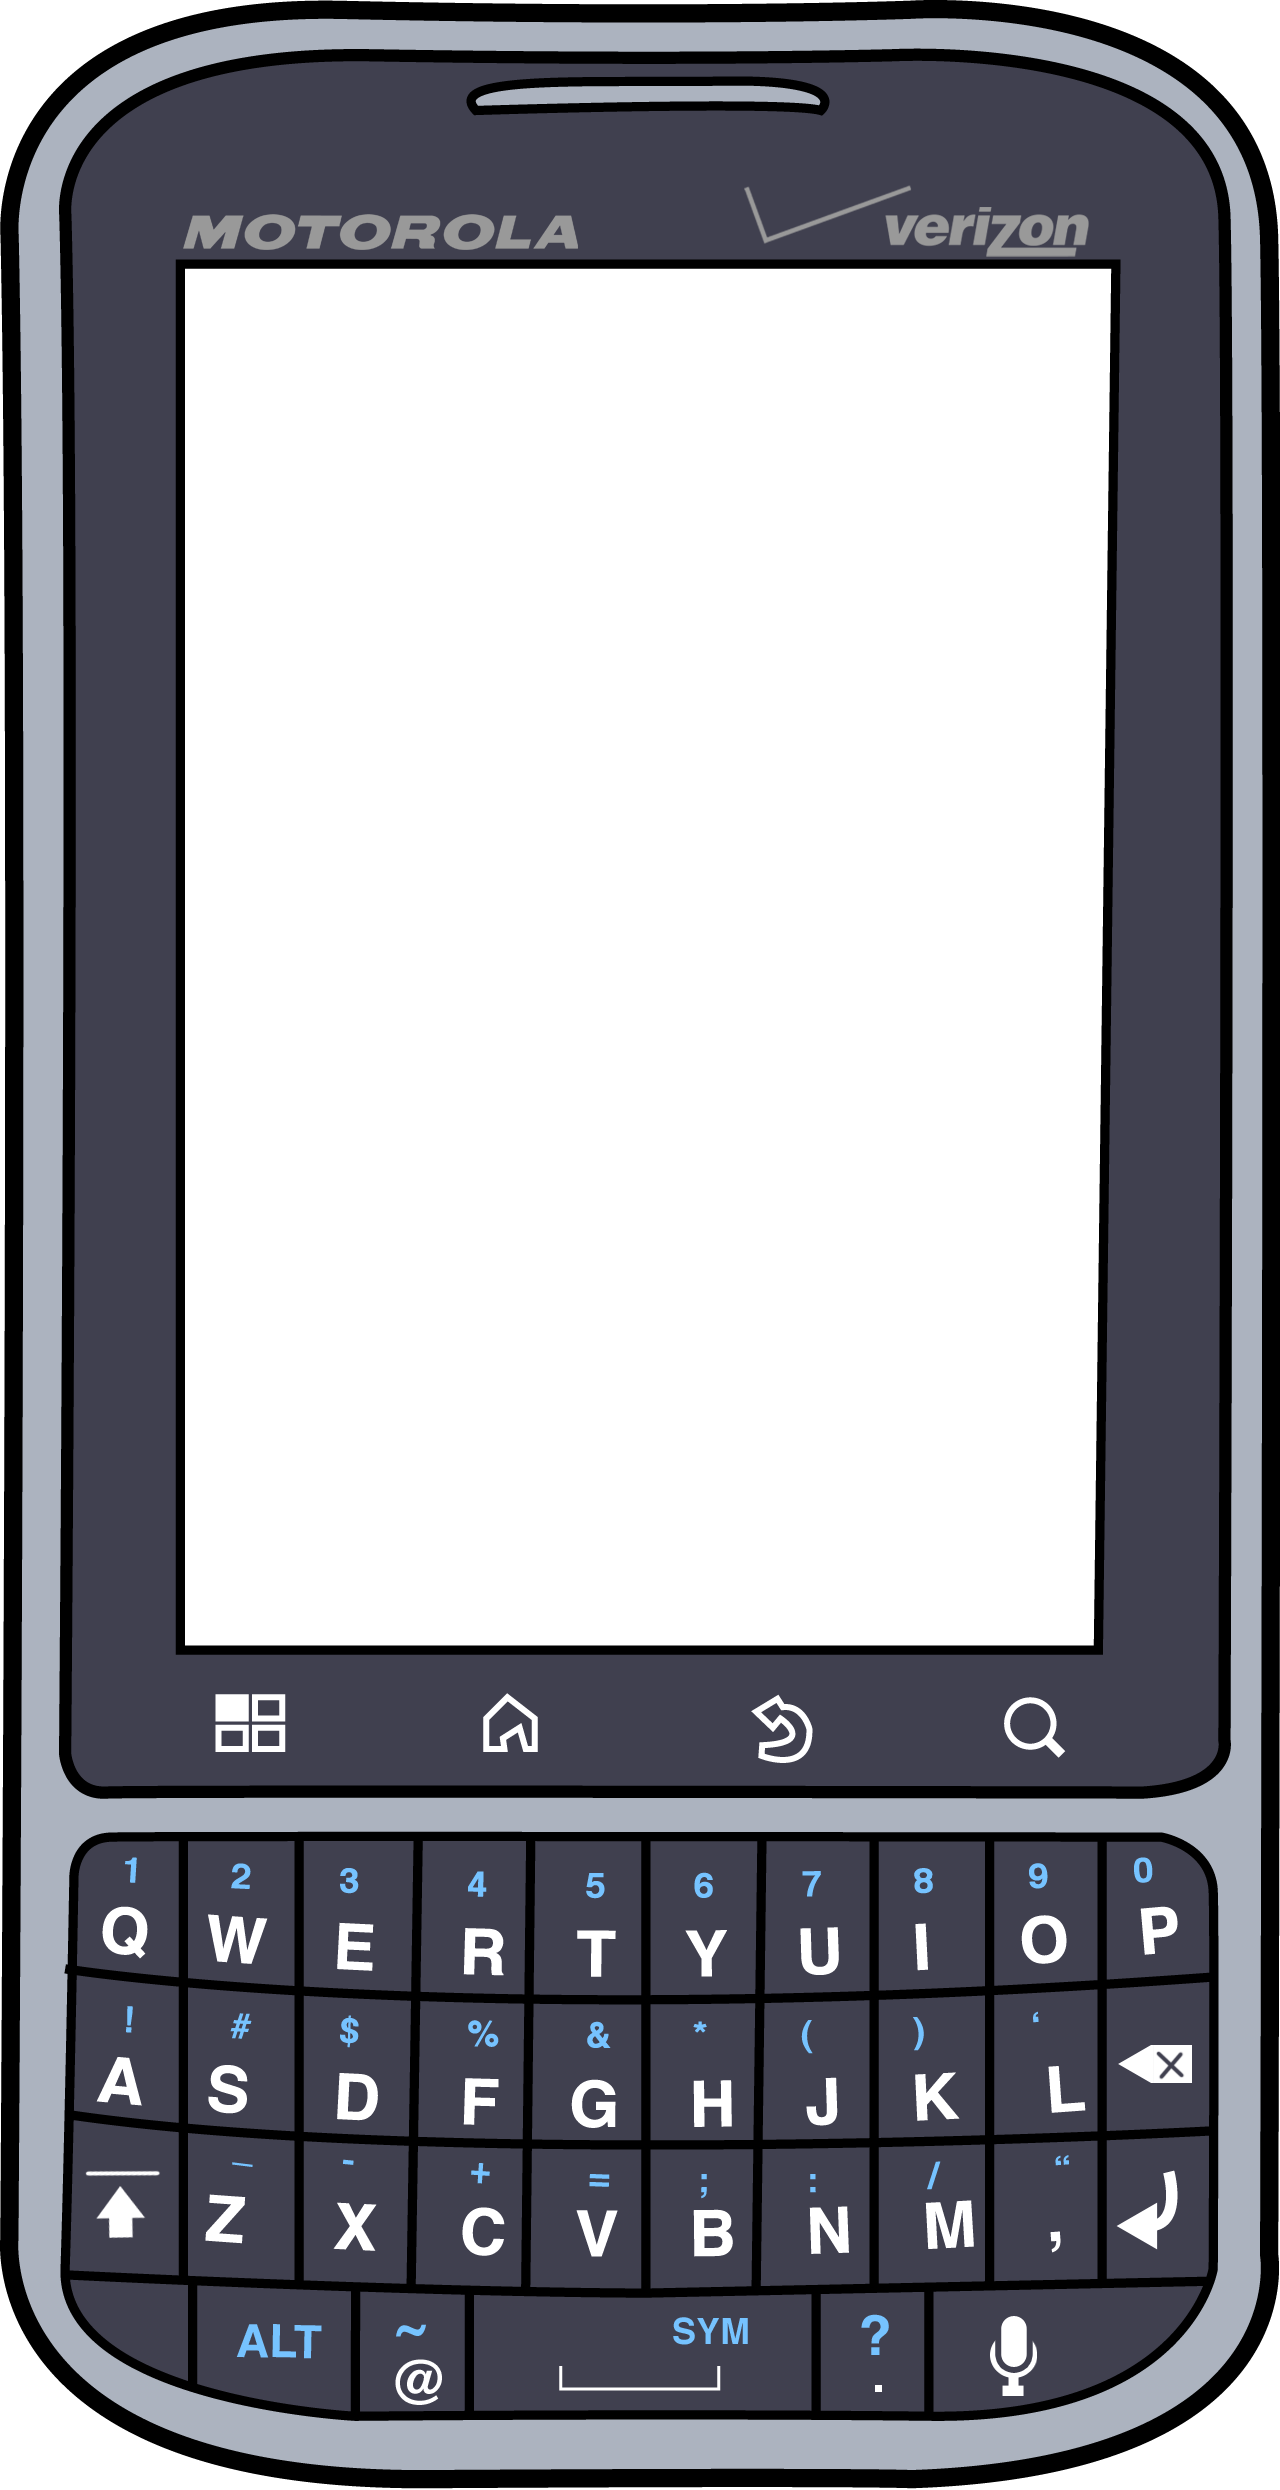 MOTOROLA verizon
1 2 3 4 5 6 7 8 9 0
Q W E R T Y U I O P
! # $ % & * ( ) ‘
A S D F G H J K L
_ - + = ; : / “
Z X C V B N M ,
ALT ~ SYM ?
@ .